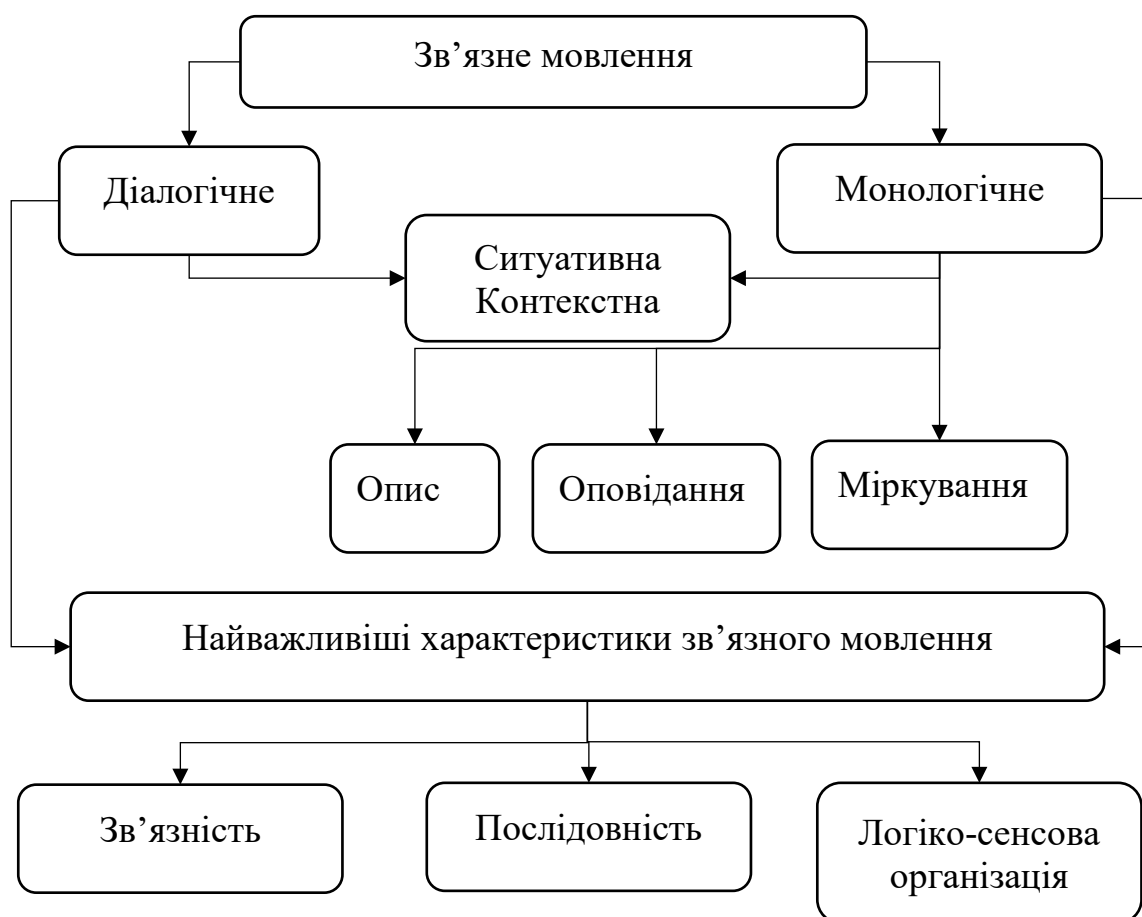 Зв’язне мовлення
Діалогічне
Монологічне
Ситуативна
Контекстна
Опис
Оповідання
Міркування
Найважливіші характеристики зв’язного мовлення
Зв’язність
Послідовність
Логіко-сенсова
організація